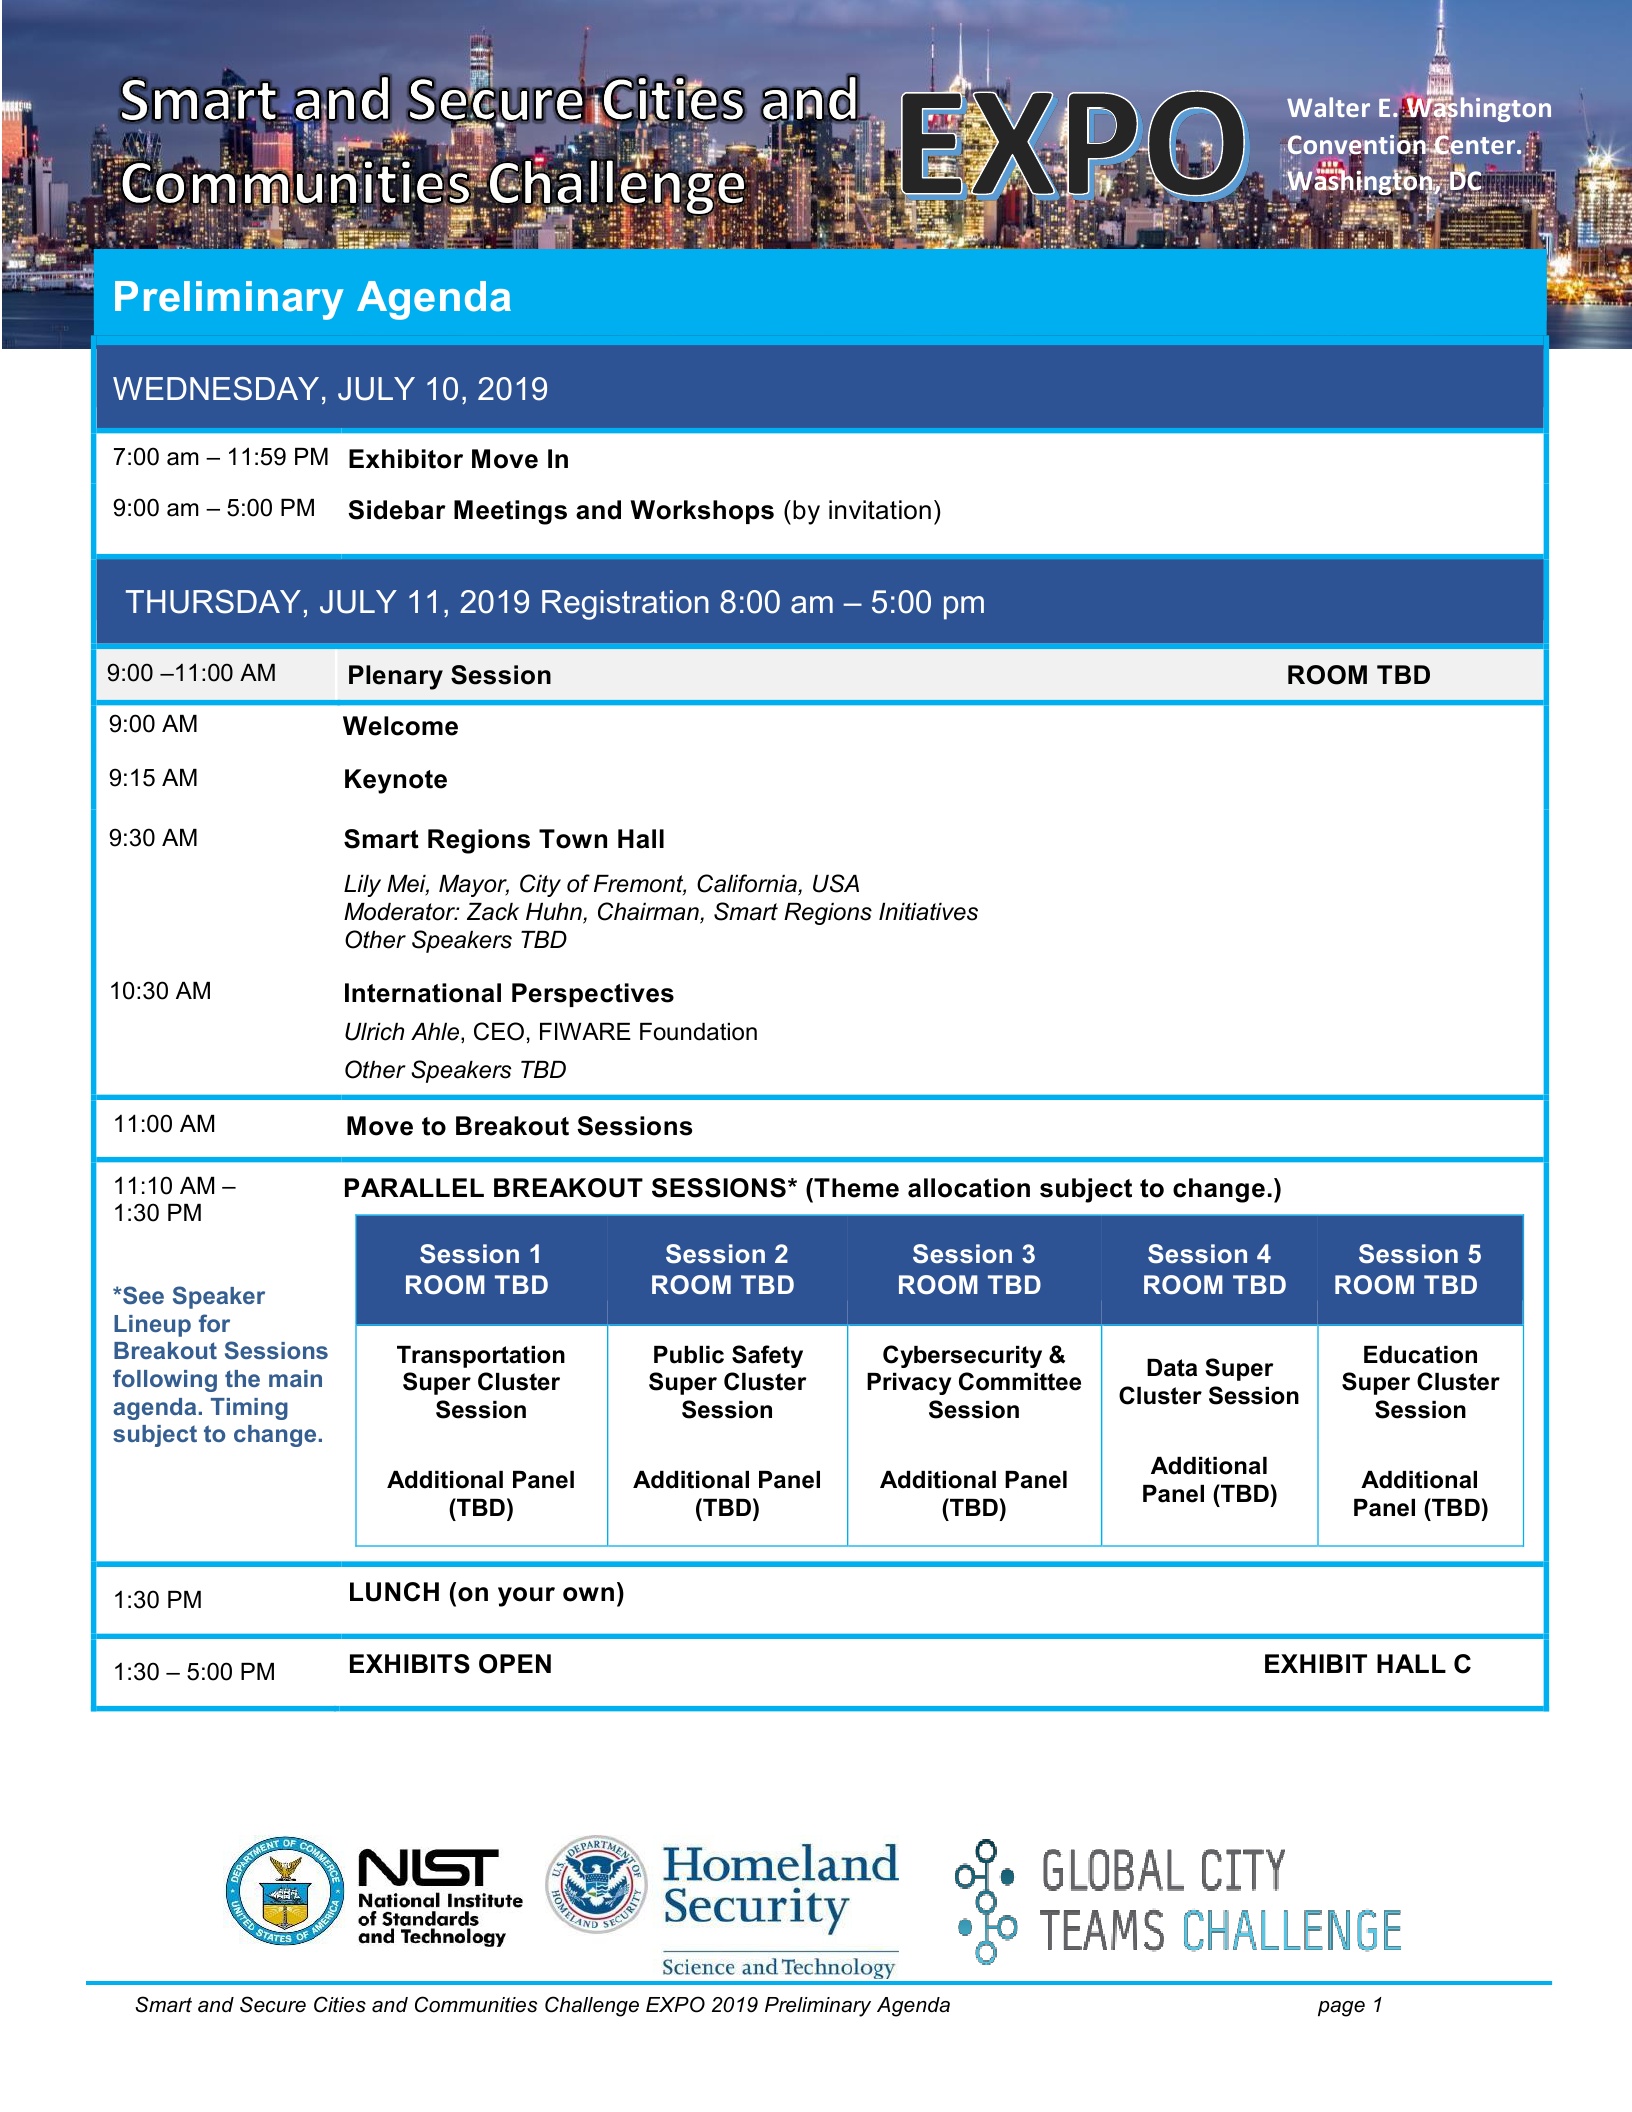 Smart and Secure Cities and
Communities Challenge
EXPO
Walter E. Washington
Convention Center.
Washington, DC
Preliminary Agenda
WEDNESDAY, JULY 10, 2019
7:00 am – 11:59 PM Exhibitor Move In
9:00 am – 5:00 PM Sidebar Meetings and Workshops (by invitation)
THURSDAY, JULY 11, 2019 Registration 8:00 am – 5:00 pm
9:00 –11:00 AM Plenary Session ROOM TBD
9:00 AM Welcome
9:15 AM Keynote
9:30 AM Smart Regions Town Hall
Lily Mei, Mayor, City of Fremont, California, USA
Moderator: Zack Huhn, Chairman, Smart Regions Initiatives
Other Speakers TBD
10:30 AM International Perspectives
Ulrich Ahle, CEO, FIWARE Foundation
Other Speakers TBD
11:00 AM Move to Breakout Sessions
11:10 AM –
1:30 PM
*See Speaker
Lineup for
Breakout Sessions
following the main
agenda. Timing
subject to change.
PARALLEL BREAKOUT SESSIONS* (Theme allocation subject to change.)
Session 1
ROOM TBD
Session 2
ROOM TBD
Session 3
ROOM TBD
Session 4
ROOM TBD
Session 5
ROOM TBD
Transportation
Super Cluster
Session
Additional Panel
(TBD)
Public Safety
Super Cluster
Session
Additional Panel
(TBD)
Cybersecurity &
Privacy Committee
Session
Additional Panel
(TBD)
Data Super
Cluster Session
Additional
Panel (TBD)
Education
Super Cluster
Session
Additional
Panel (TBD)
1:30 PM LUNCH (on your own)
1:30 – 5:00 PM EXHIBITS OPEN EXHIBIT HALL C
DEPARTMENT OF COMMERCE
UNITED STATES OF AMERICA
NIST
National Institute
of Standards
and Technology
U.S. DEPARTMENT OF
HOMELAND SECURITY
Homeland
Security
Science and Technology
GLOBAL CITY
TEAMS CHALLENGE
Smart and Secure Cities and Communities Challenge EXPO 2019 Preliminary Agenda page 1